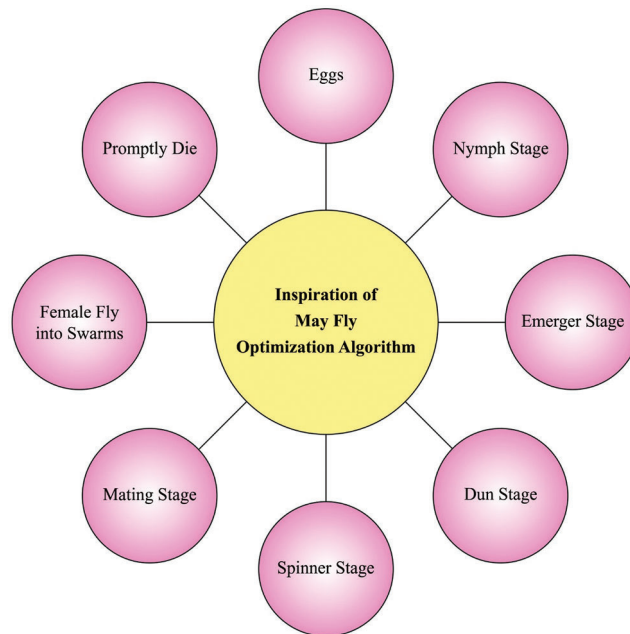 Eggs
Promptly Die
Nymph Stage
Female Fly
into Swarms
Inspiration of
May Fly
Optimization Algorithm
Emerger Stage
Mating Stage
Dun Stage
Spinner Stage